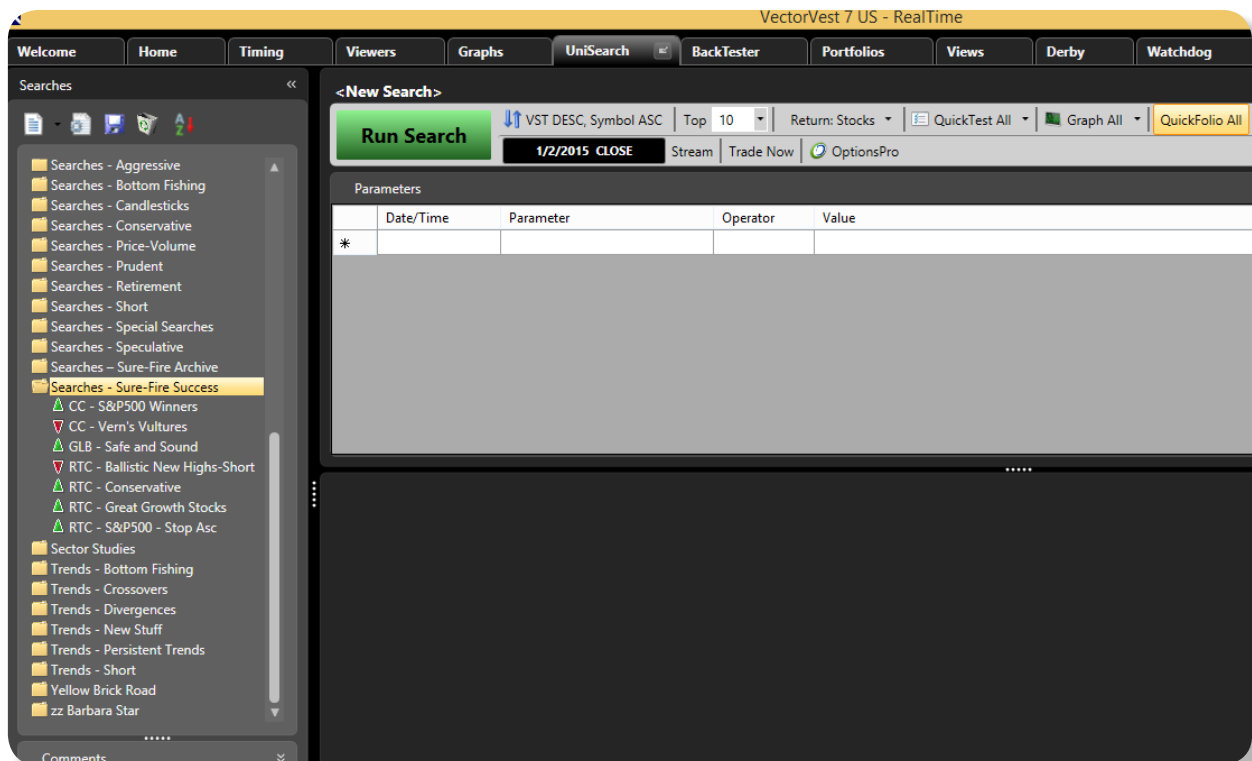 VectorVest 7 US - RealTime
Welcome Home Timing Viewers Graphs UniSearch BackTester Portfolios Views Derby Watchdog
Searches
Searches - Aggressive
Searches - Bottom Fishing
Searches - Candlesticks
Searches - Conservative
Searches - Price-Volume
Searches - Prudent
Searches - Retirement
Searches - Short
Searches - Special Searches
Searches - Speculative
Searches – Sure-Fire Archive
Searches - Sure-Fire Success
CC - S&P500 Winners
CC - Vern's Vultures
GLB - Safe and Sound
RTC - Ballistic New Highs-Short
RTC - Conservative
RTC - Great Growth Stocks
RTC - S&P500 - Stop Asc
Sector Studies
Trends - Bottom Fishing
Trends - Crossovers
Trends - Divergences
Trends - New Stuff
Trends - Persistent Trends
Trends - Short
Yellow Brick Road
zz Barbara Star
Comments
<New Search>
Run Search
VST DESC, Symbol ASC Top 10 Return: Stocks QuickTest All Graph All QuickFolio All
1/2/2015 CLOSE Stream Trade Now OptionsPro
Parameters
Date/Time Parameter Operator Value